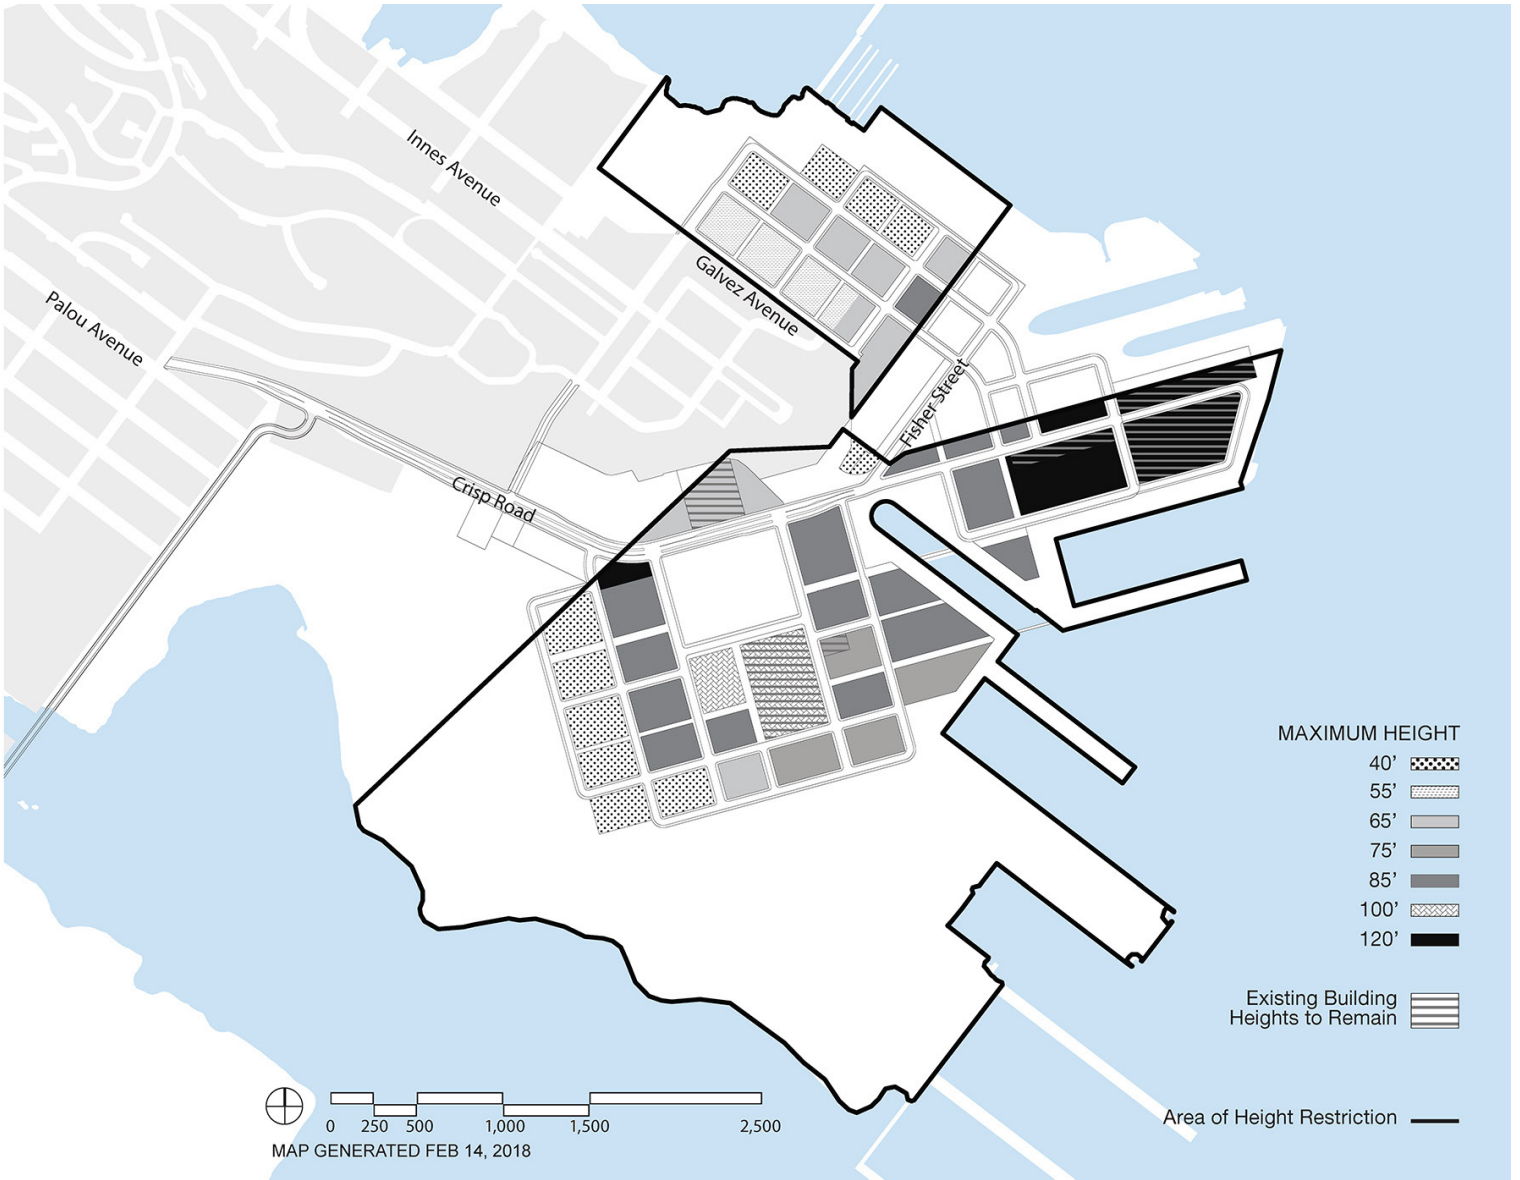 Innes Avenue
Galvez Avenue
Palou Avenue
Fisher Street
Crisp Road
MAXIMUM HEIGHT
40’
55’
65’
75’
85’
100’
120’
Existing Building
Heights to Remain
Area of Height Restriction
0 250 500 1,000 1,500 2,500
MAP GENERATED FEB 14, 2018